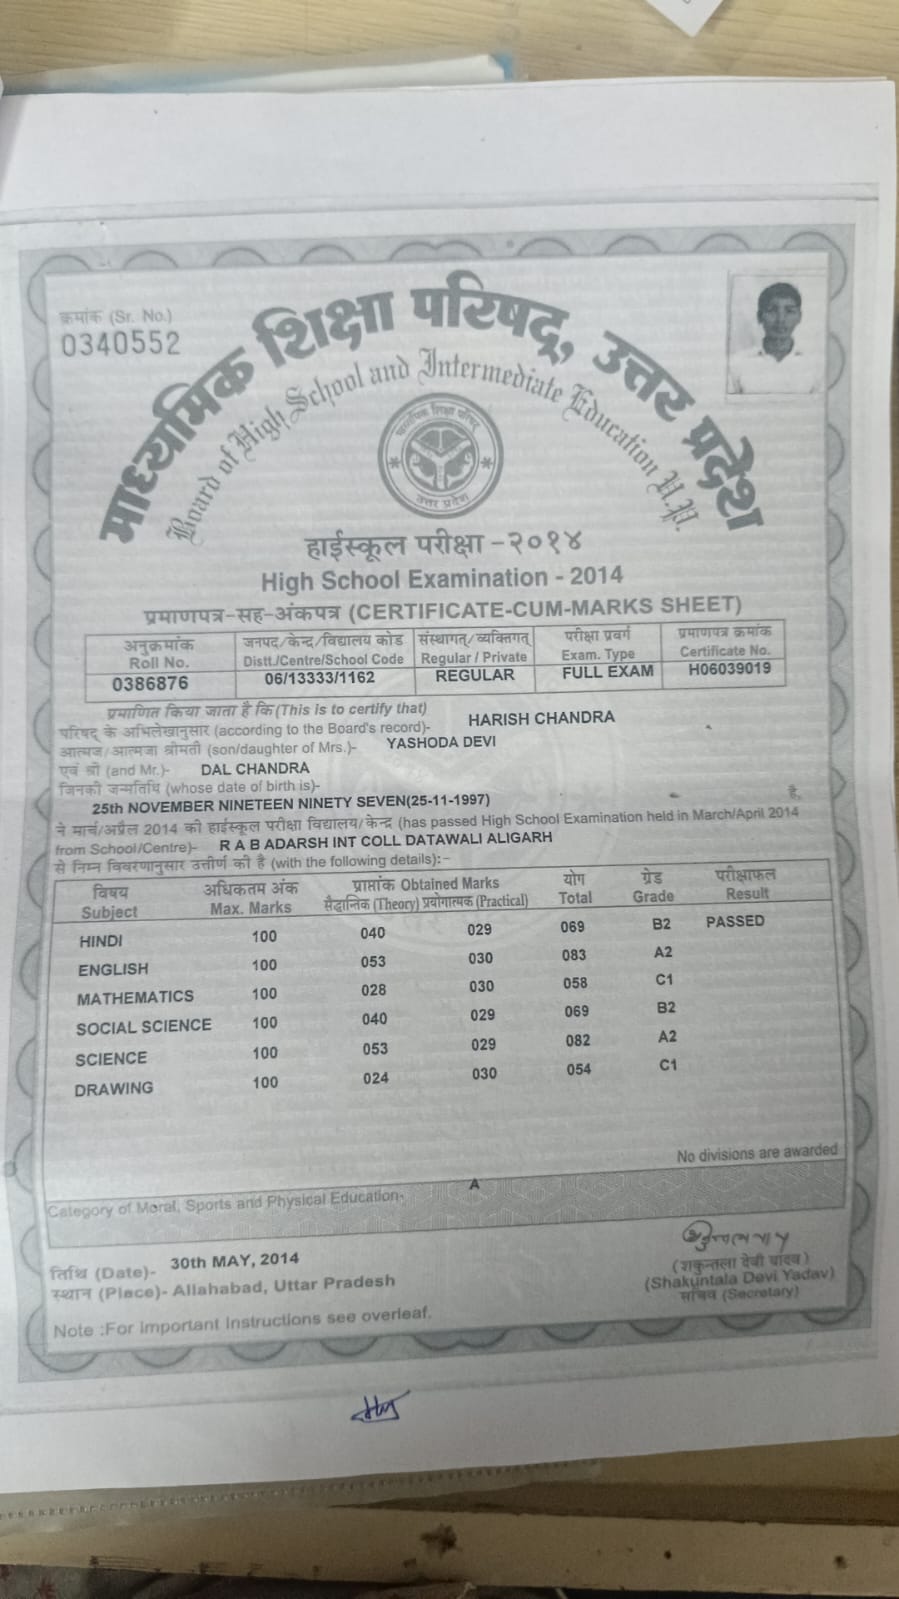 क्रमांक (Sr. No.)
0340552
माध्यमिक शिक्षा परिषद्, उत्तर प्रदेश
Board of High School and Intermediate Education U.P.
माध्यमिक शिक्षा परिषद्
उत्तर प्रदेश
हाईस्कूल परीक्षा - २०१४
High School Examination - 2014
प्रमाणपत्र-सह-अंकपत्र (CERTIFICATE-CUM-MARKS SHEET)
अनुक्रमांक जनपद/केन्द्र/विद्यालय कोड संस्थागत/व्यक्तिगत परीक्षा प्रवर्ग प्रमाणपत्र क्रमांक
Roll No. Distt./Centre/School Code Regular / Private Exam. Type Certificate No.
0386876 06/13333/1162 REGULAR FULL EXAM H06039019
प्रमाणित किया जाता है कि (This is to certify that)
परिषद् के अभिलेखानुसार (according to the Board's record)- HARISH CHANDRA
आत्मज/आत्मजा श्रीमती (son/daughter of Mrs.)- YASHODA DEVI
एवं श्री (and Mr.)- DAL CHANDRA
जिनकी जन्मतिथि (whose date of birth is)-
25th NOVEMBER NINETEEN NINETY SEVEN(25-11-1997) है,
ने मार्च/अप्रैल 2014 की हाईस्कूल परीक्षा विद्यालय/केन्द्र (has passed High School Examination held in March/April 2014
from School/Centre)- R A B ADARSH INT COLL DATAWALI ALIGARH
से निम्न विवरणानुसार उत्तीर्ण की है (with the following details):-
विषय अधिकतम अंक प्राप्तांक Obtained Marks योग ग्रेड परीक्षाफल
Subject Max. Marks सैद्धान्तिक (Theory) प्रयोगात्मक (Practical) Total Grade Result
HINDI 100 040 029 069 B2 PASSED
ENGLISH 100 053 030 083 A2
MATHEMATICS 100 028 030 058 C1
SOCIAL SCIENCE 100 040 029 069 B2
SCIENCE 100 053 029 082 A2
DRAWING 100 024 030 054 C1
No divisions are awarded
Category of Moral, Sports and Physical Education- A
तिथि (Date)- 30th MAY, 2014
स्थान (Place)- Allahabad, Uttar Pradesh
(शकुन्तला देवी यादव)
(Shakuntala Devi Yadav)
सचिव (Secretary)
Note :For Important Instructions see overleaf.